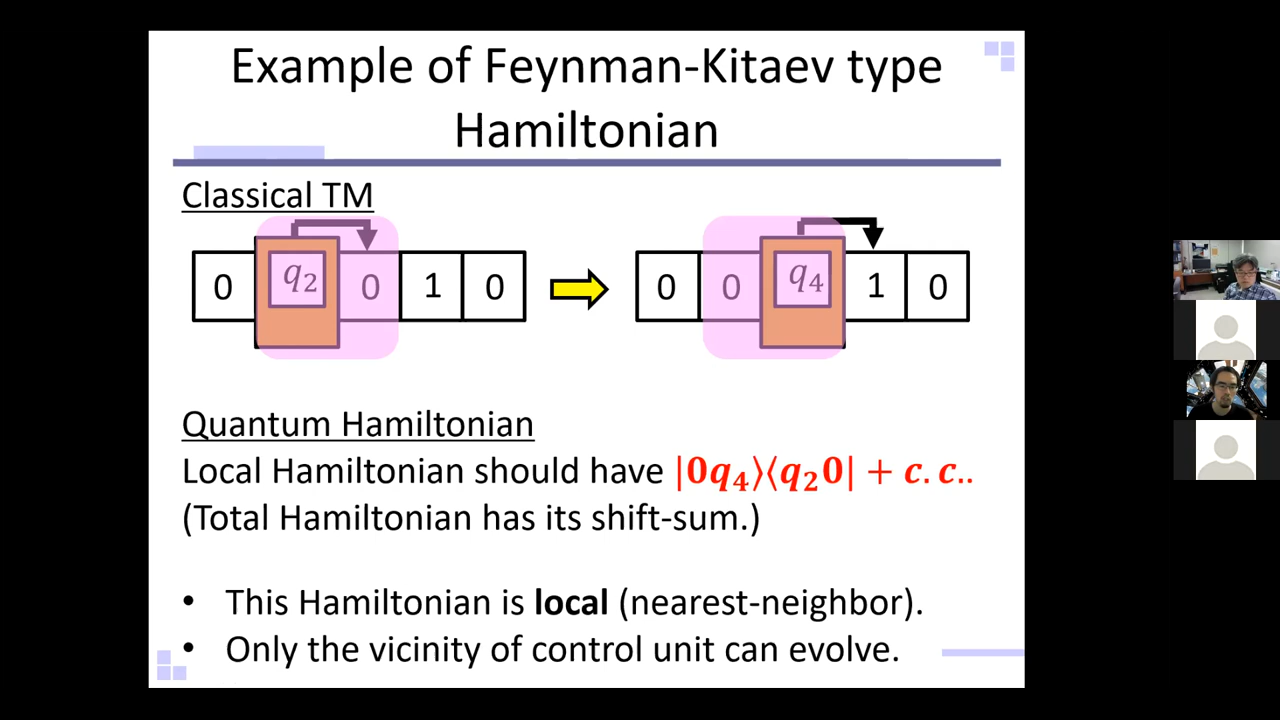 Example of Feynman-Kitaev type
Hamiltonian
Classical TM
0 q₂ 0 1 0 0 0 q₄ 1 0
Quantum Hamiltonian
Local Hamiltonian should have |0q₄⟩⟨q₂0| + c. c..
(Total Hamiltonian has its shift-sum.)
• This Hamiltonian is local (nearest-neighbor).
• Only the vicinity of control unit can evolve.